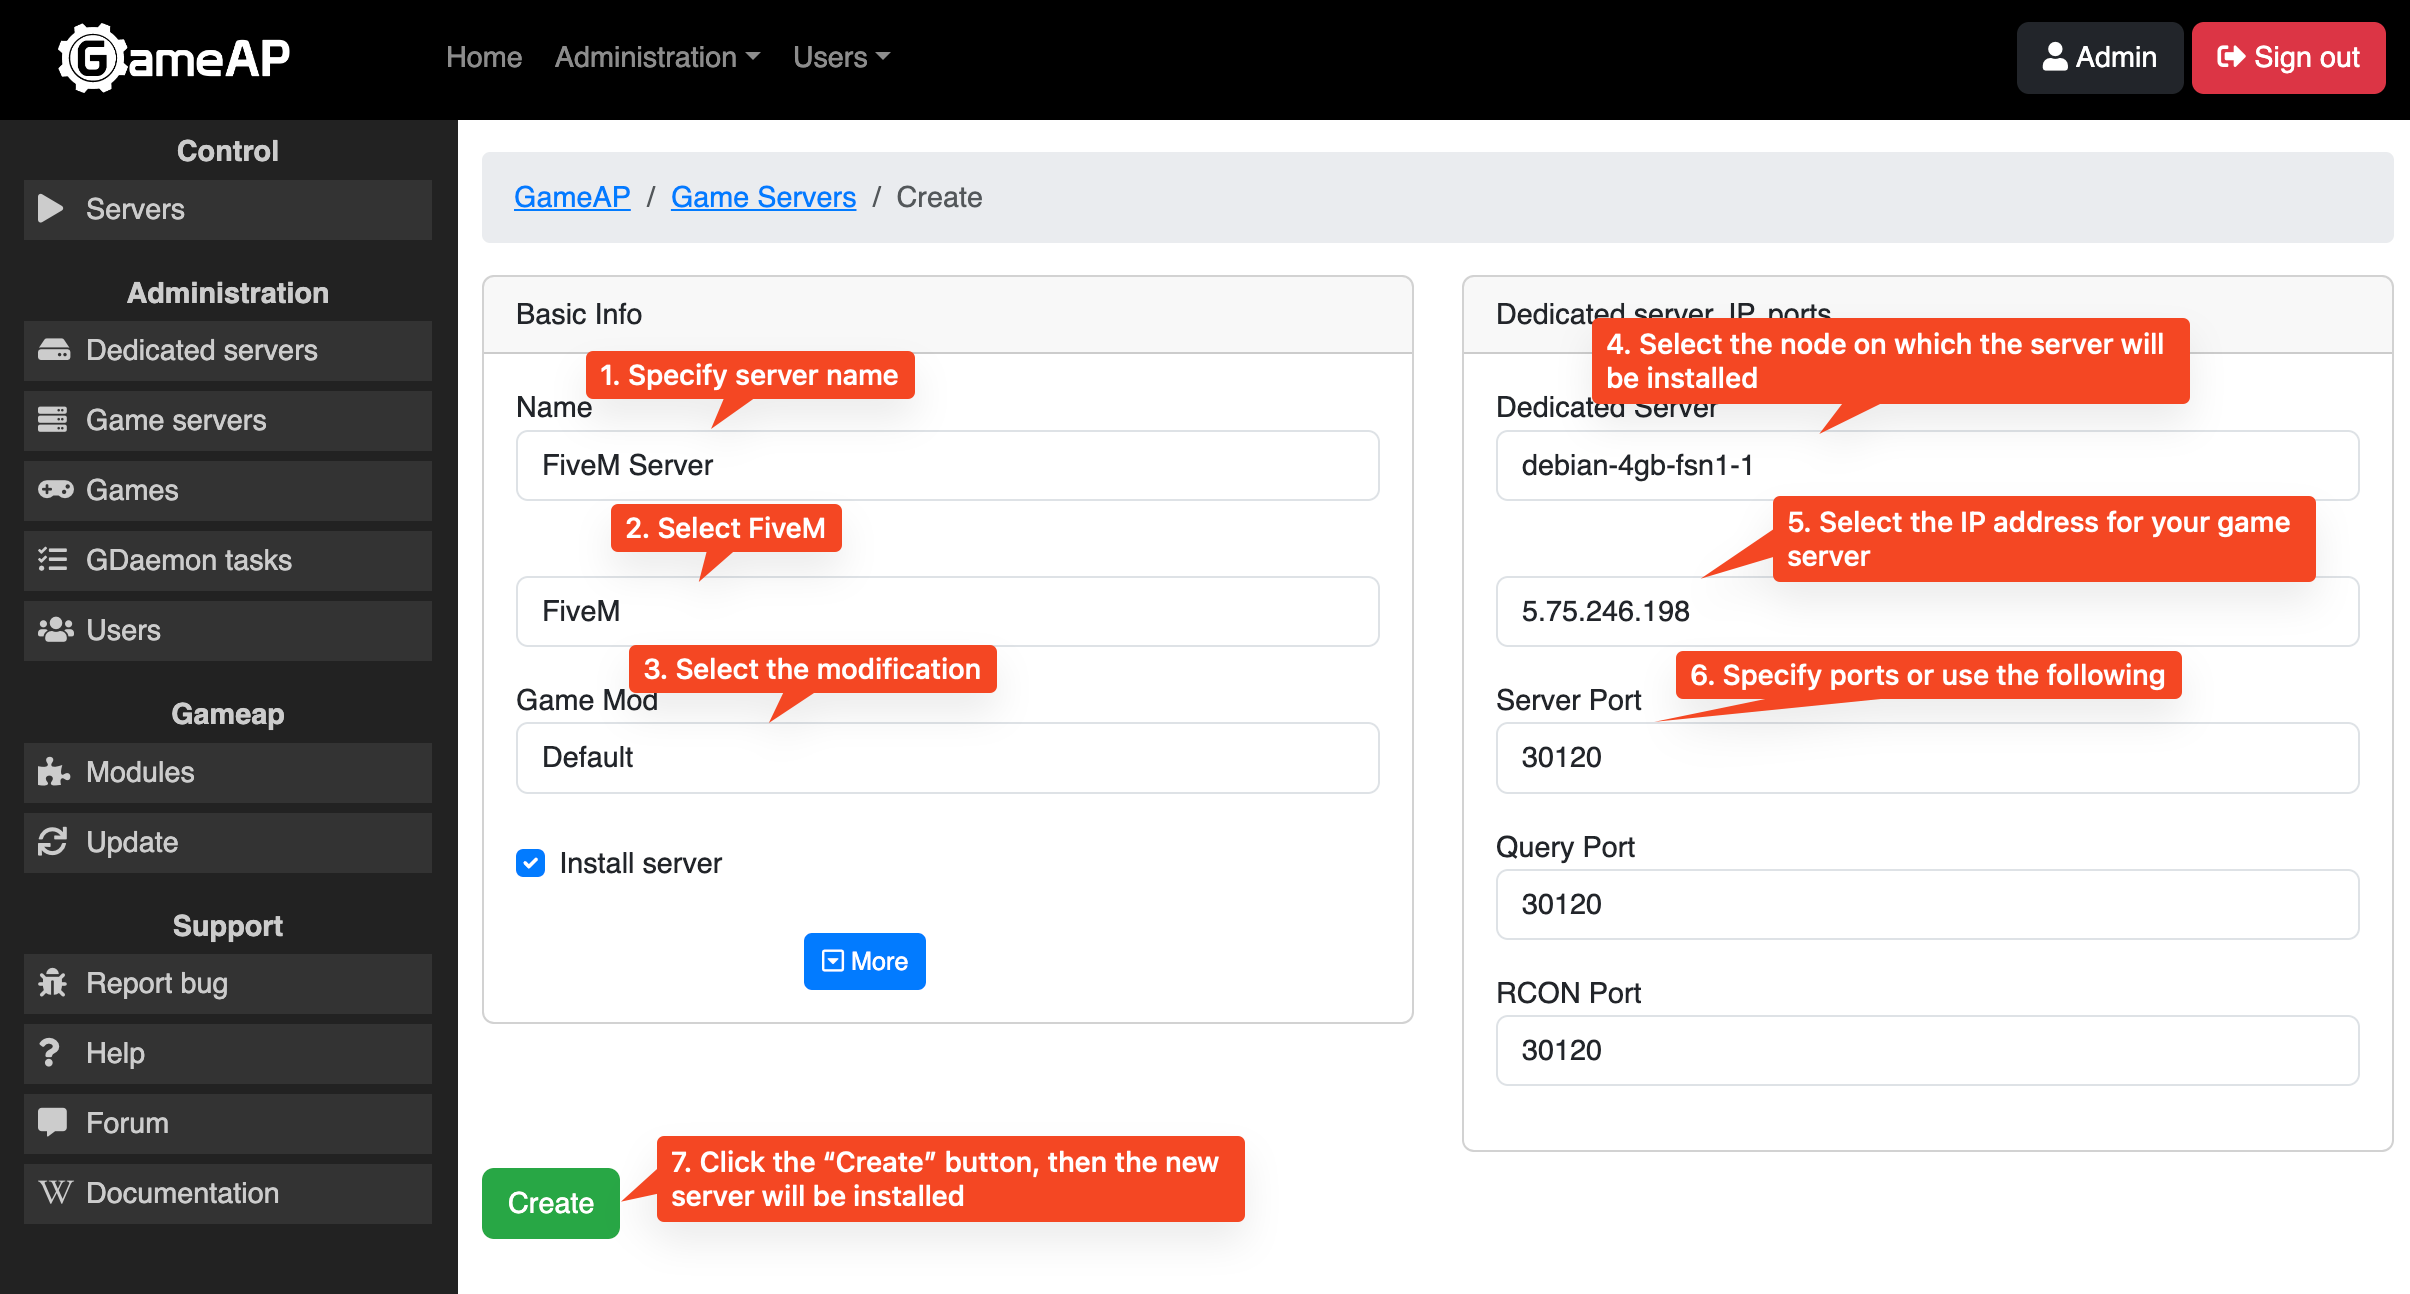 GameAP
Home
Administration
Users
Admin
Sign out
Control
Servers
Administration
Dedicated servers
Game servers
Games
GDaemon tasks
Users
Gameap
Modules
Update
Support
Report bug
Help
Forum
Documentation
GameAP / Game Servers / Create
Basic Info
1. Specify server name
Name
FiveM Server
2. Select FiveM
FiveM
3. Select the modification
Game Mod
Default
Install server
More
Dedicated server, IP, ports
4. Select the node on which the server will
be installed
Dedicated Server
debian-4gb-fsn1-1
5. Select the IP address for your game
server
5.75.246.198
6. Specify ports or use the following
Server Port
30120
Query Port
30120
RCON Port
30120
7. Click the “Create” button, then the new
server will be installed
Create